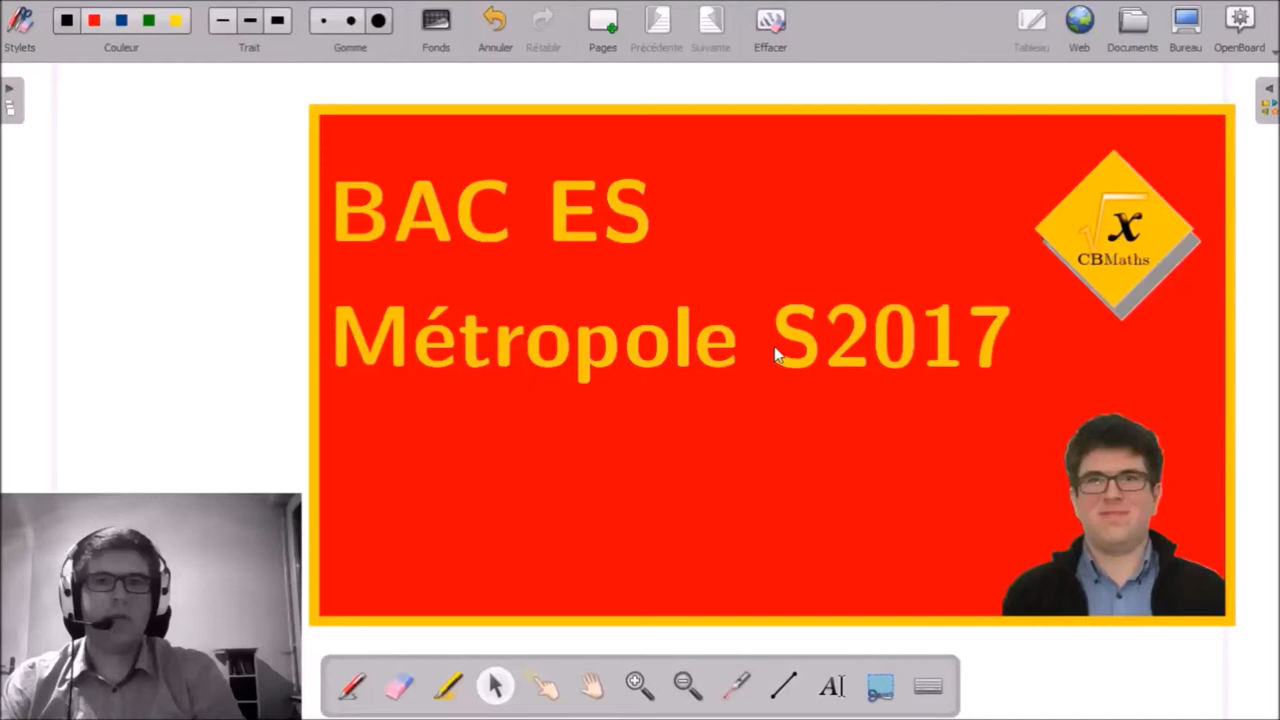 Stylets
Couleur
Trait
Gomme
Fonds
Annuler
Rétablir
Pages
Précédente
Suivante
Effacer
Tableau
Web
Documents
Bureau
OpenBoard
BAC ES
Métropole S2017
√x
CBMaths
AI